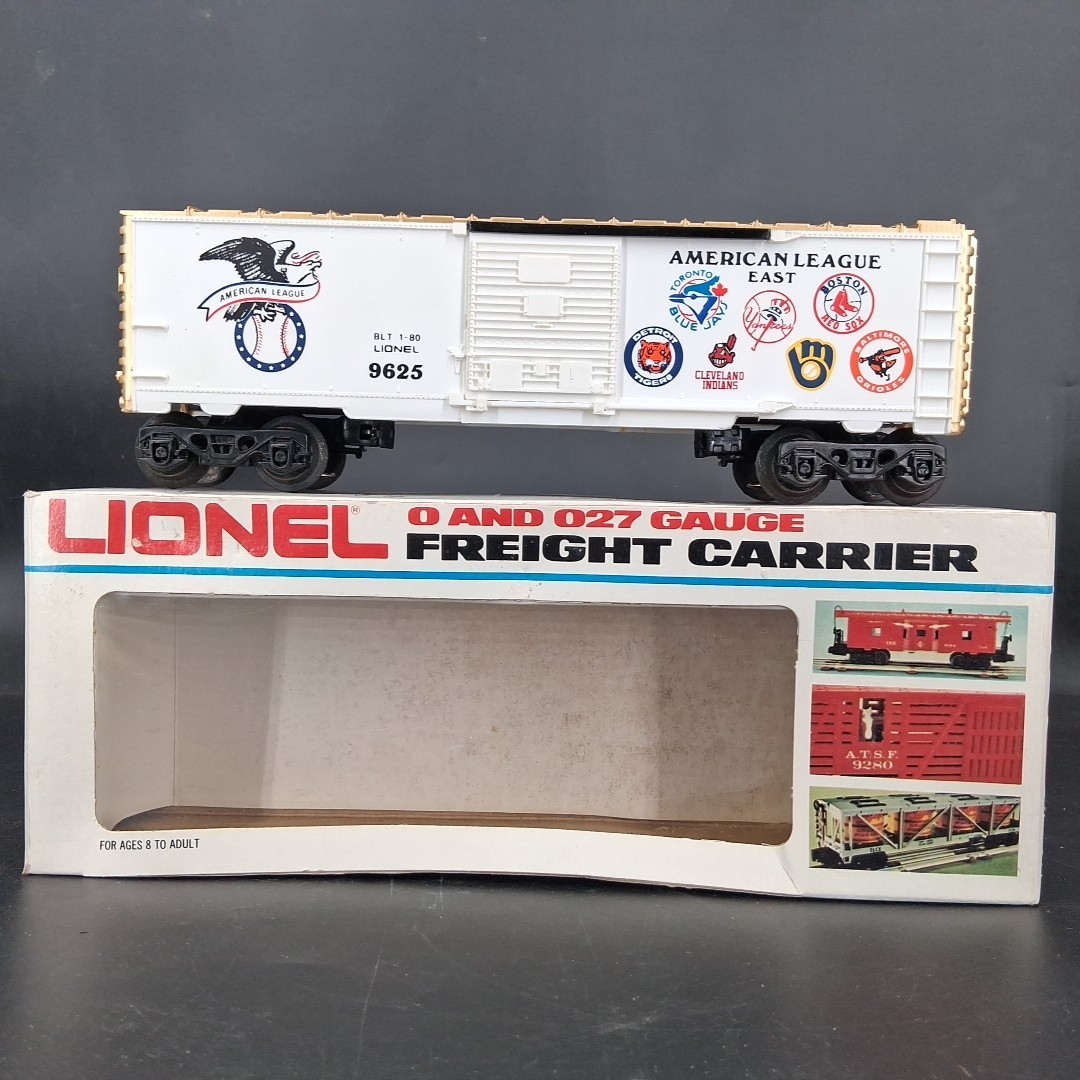 AMERICAN LEAGUE
BLT 1-80
LIONEL
9625
AMERICAN LEAGUE
EAST
TORONTO
BLUE JAYS
Yankees
BOSTON
RED SOX
DETROIT
TIGERS
CLEVELAND
INDIANS
BALTIMORE
ORIOLES
LIONEL®
O AND O27 GAUGE
FREIGHT CARRIER
A.T.S.F.
9280
FOR AGES 8 TO ADULT